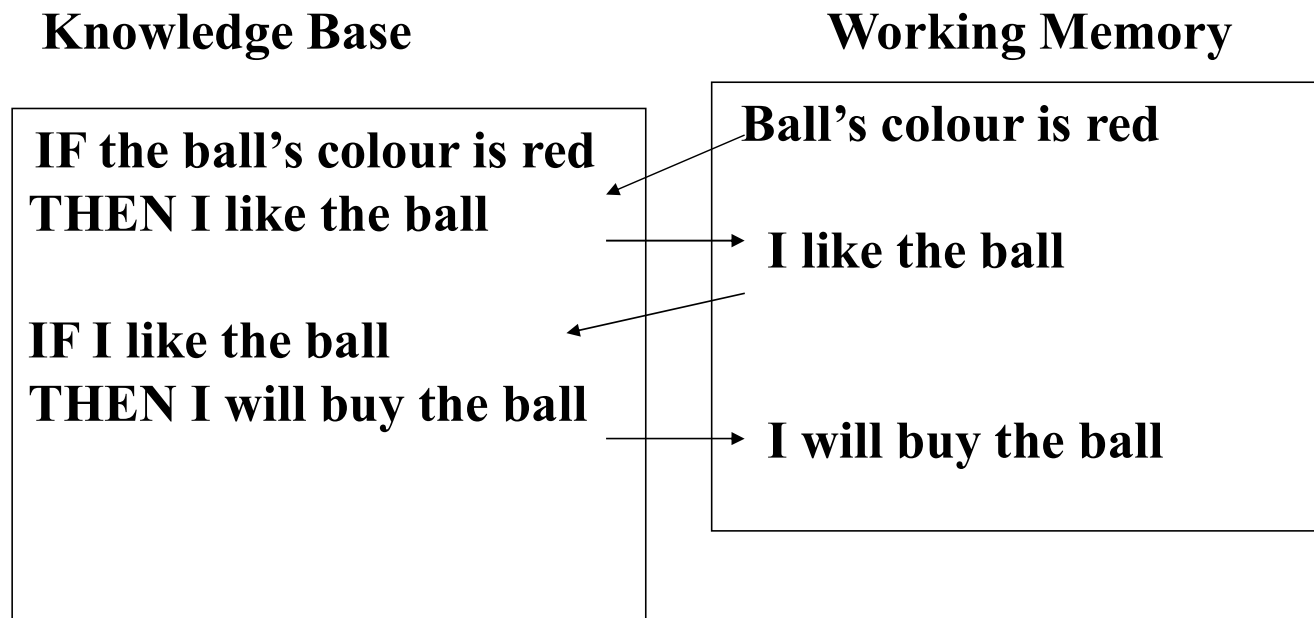 Knowledge Base
Working Memory
IF the ball’s colour is red
THEN I like the ball
IF I like the ball
THEN I will buy the ball
Ball’s colour is red
I like the ball
I will buy the ball